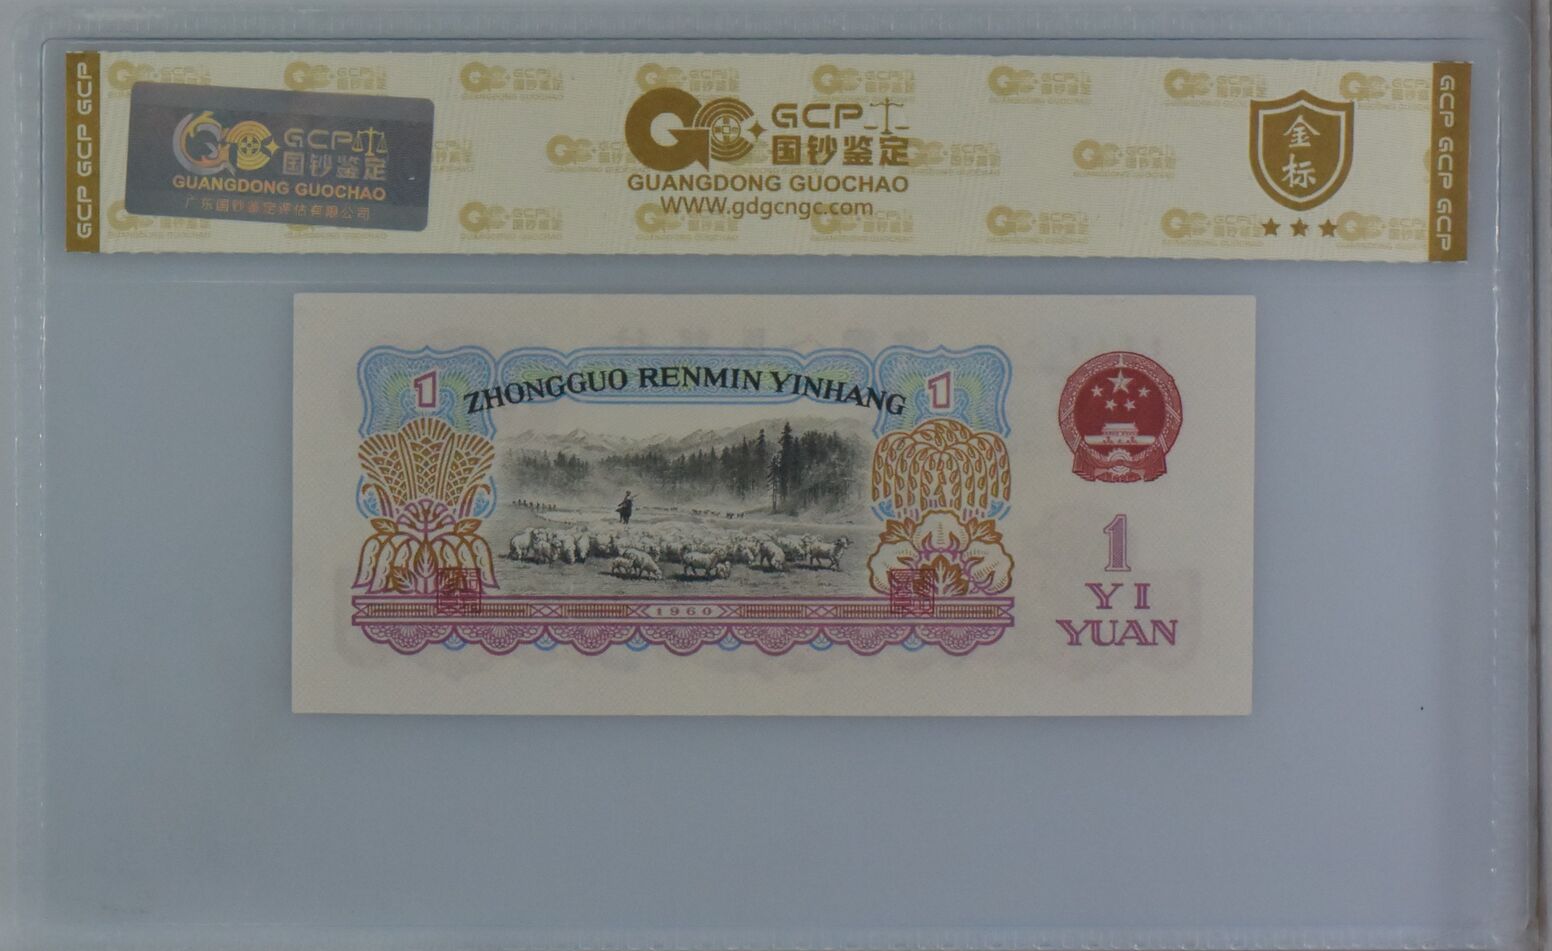 GCP GCP GCP
GCP
国钞鉴定
GUANGDONG GUOCHAO
广东国钞鉴定评估有限公司
GCP
国钞鉴定
GUANGDONG GUOCHAO
WWW.gdgcngc.com
金
标
GCP GCP GCP
1
ZHONGGUO RENMIN YINHANG
1
1960
1
YI
YUAN